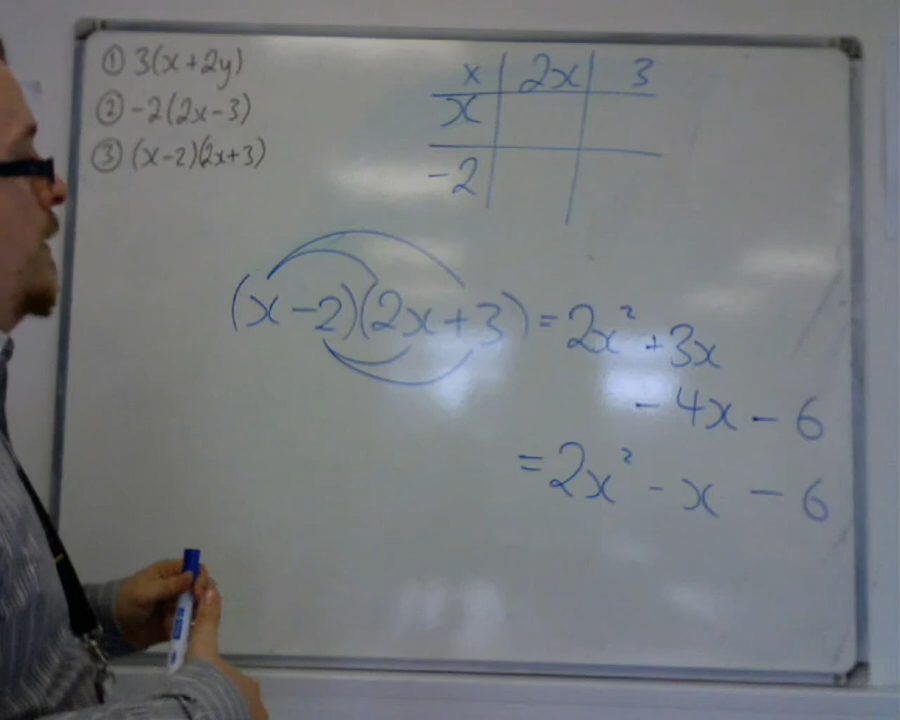 ① 3(x+2y)
② -2(2x-3)
③ (x-2)(2x+3)
x 2x 3
x
-2
(x-2)(2x+3) = 2x² + 3x
- 4x - 6
= 2x² - x - 6